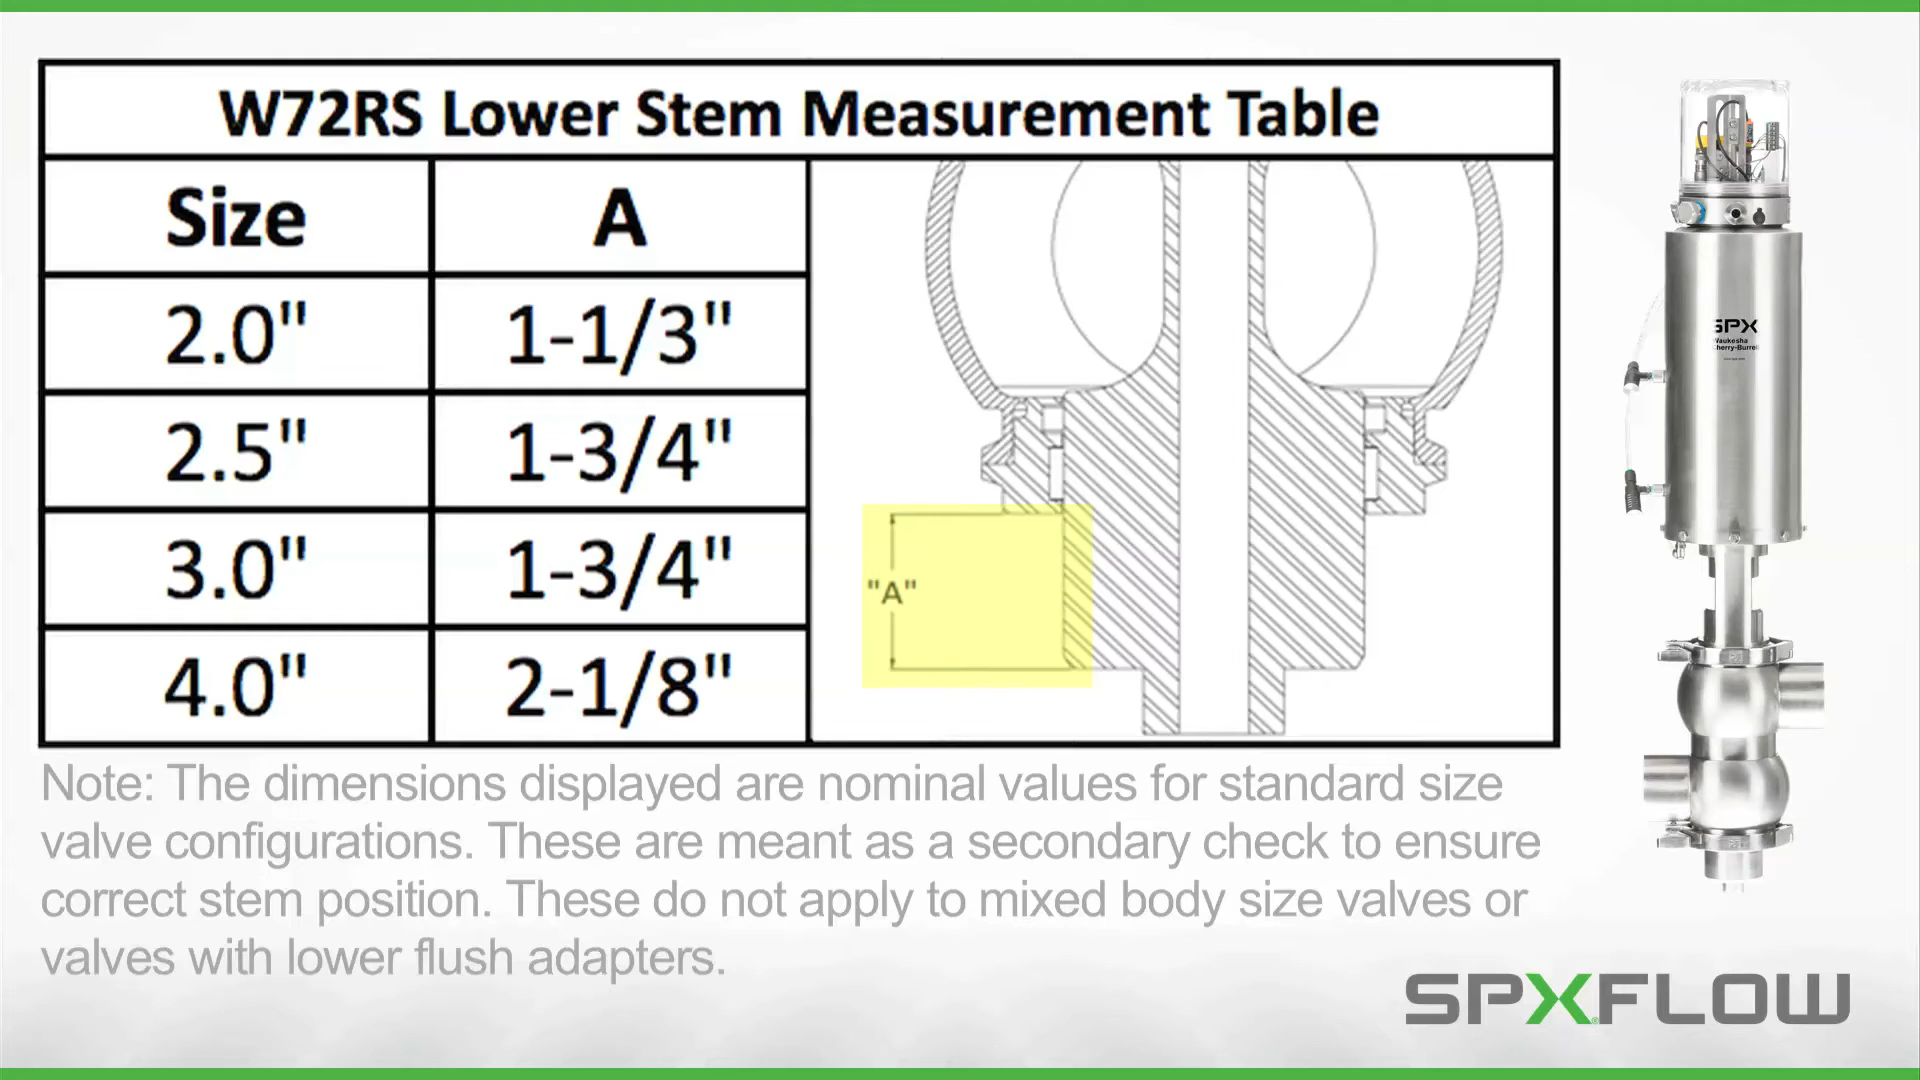 W72RS Lower Stem Measurement Table
Size A
2.0" 1-1/3"
2.5" 1-3/4"
3.0" 1-3/4"
4.0" 2-1/8"
"A"
SPX
Waukesha
Cherry-Burrell
Note: The dimensions displayed are nominal values for standard size
valve configurations. These are meant as a secondary check to ensure
correct stem position. These do not apply to mixed body size valves or
valves with lower flush adapters.
SPXFLOW